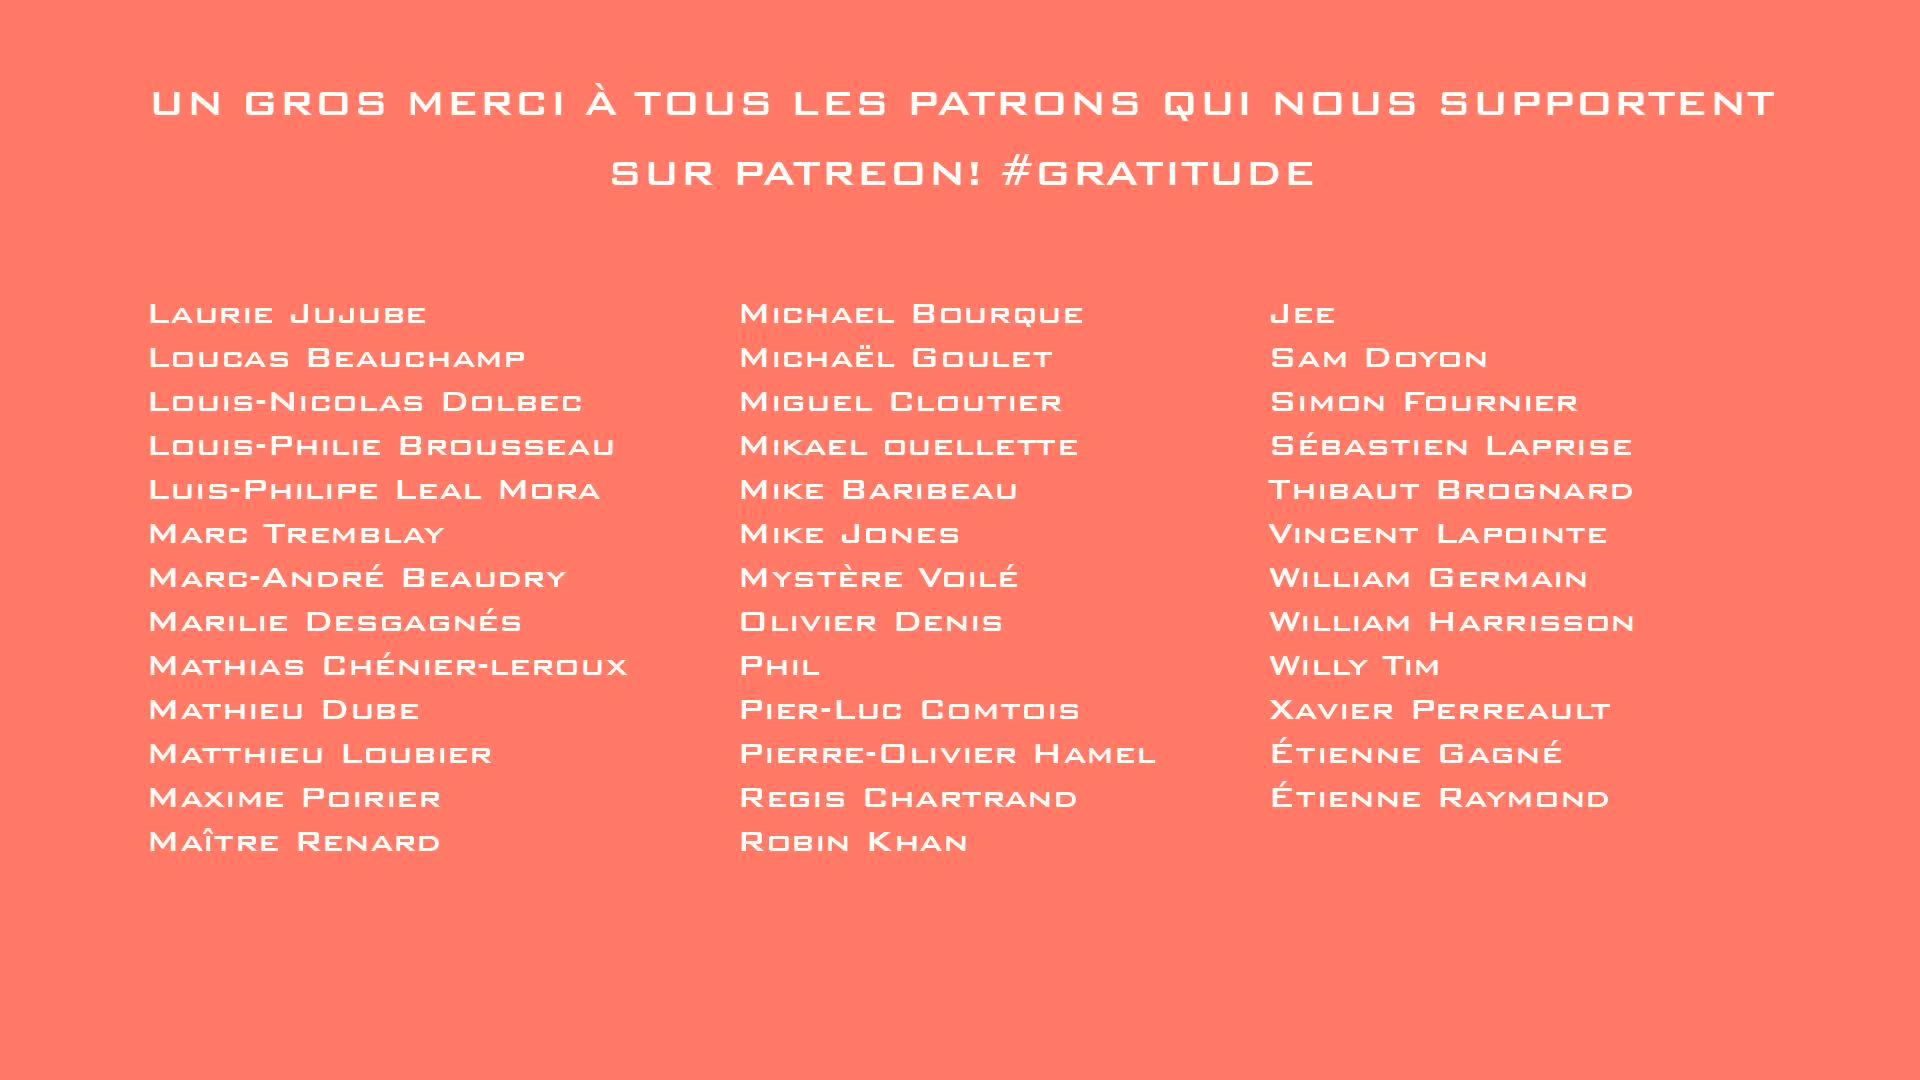 UN GROS MERCI À TOUS LES PATRONS QUI NOUS SUPPORTENT
SUR PATREON! #GRATITUDE
Laurie Jujube
Loucas Beauchamp
Louis-Nicolas Dolbec
Louis-Philie Brousseau
Luis-Philipe Leal Mora
Marc Tremblay
Marc-André Beaudry
Marilie Desgagnés
Mathias Chénier-leroux
Mathieu Dube
Matthieu Loubier
Maxime Poirier
Maître Renard
Michael Bourque
Michaël Goulet
Miguel Cloutier
Mikael ouellette
Mike Baribeau
Mike Jones
Mystère Voilé
Olivier Denis
Phil
Pier-Luc Comtois
Pierre-Olivier Hamel
Regis Chartrand
Robin Khan
Jee
Sam Doyon
Simon Fournier
Sébastien Laprise
Thibaut Brognard
Vincent Lapointe
William Germain
William Harrisson
Willy Tim
Xavier Perreault
Étienne Gagné
Étienne Raymond